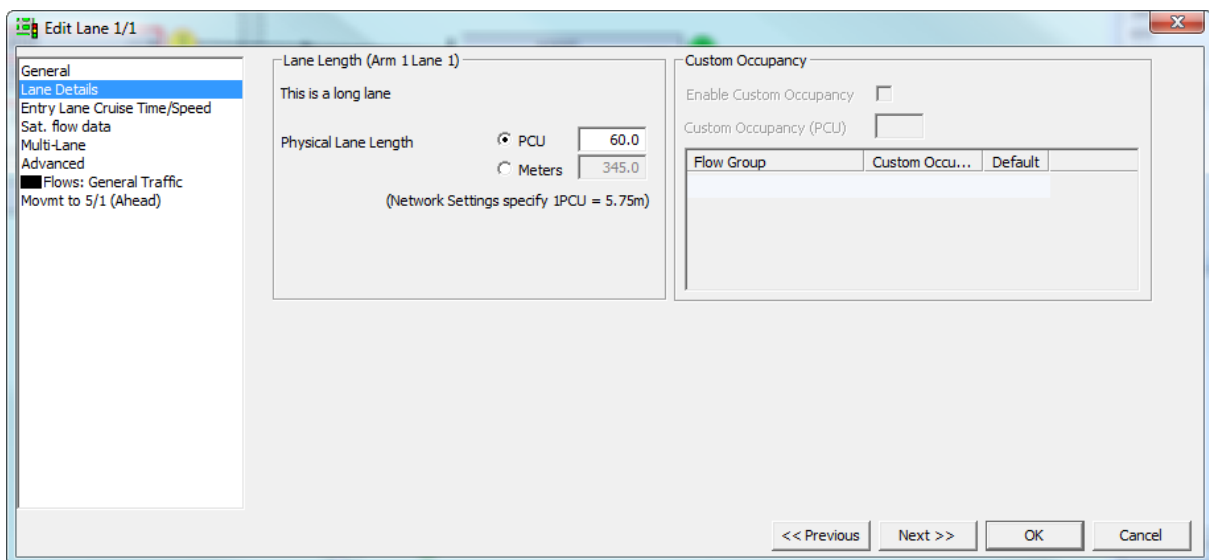 Edit Lane 1/1
General
Lane Details
Entry Lane Cruise Time/Speed
Sat. flow data
Multi-Lane
Advanced
Flows: General Traffic
Movmt to 5/1 (Ahead)
Lane Length (Arm 1 Lane 1)
This is a long lane
Physical Lane Length PCU 60.0
Meters 345.0
(Network Settings specify 1PCU = 5.75m)
Custom Occupancy
Enable Custom Occupancy
Custom Occupancy (PCU)
Flow Group Custom Occu... Default
<< Previous Next >> OK Cancel